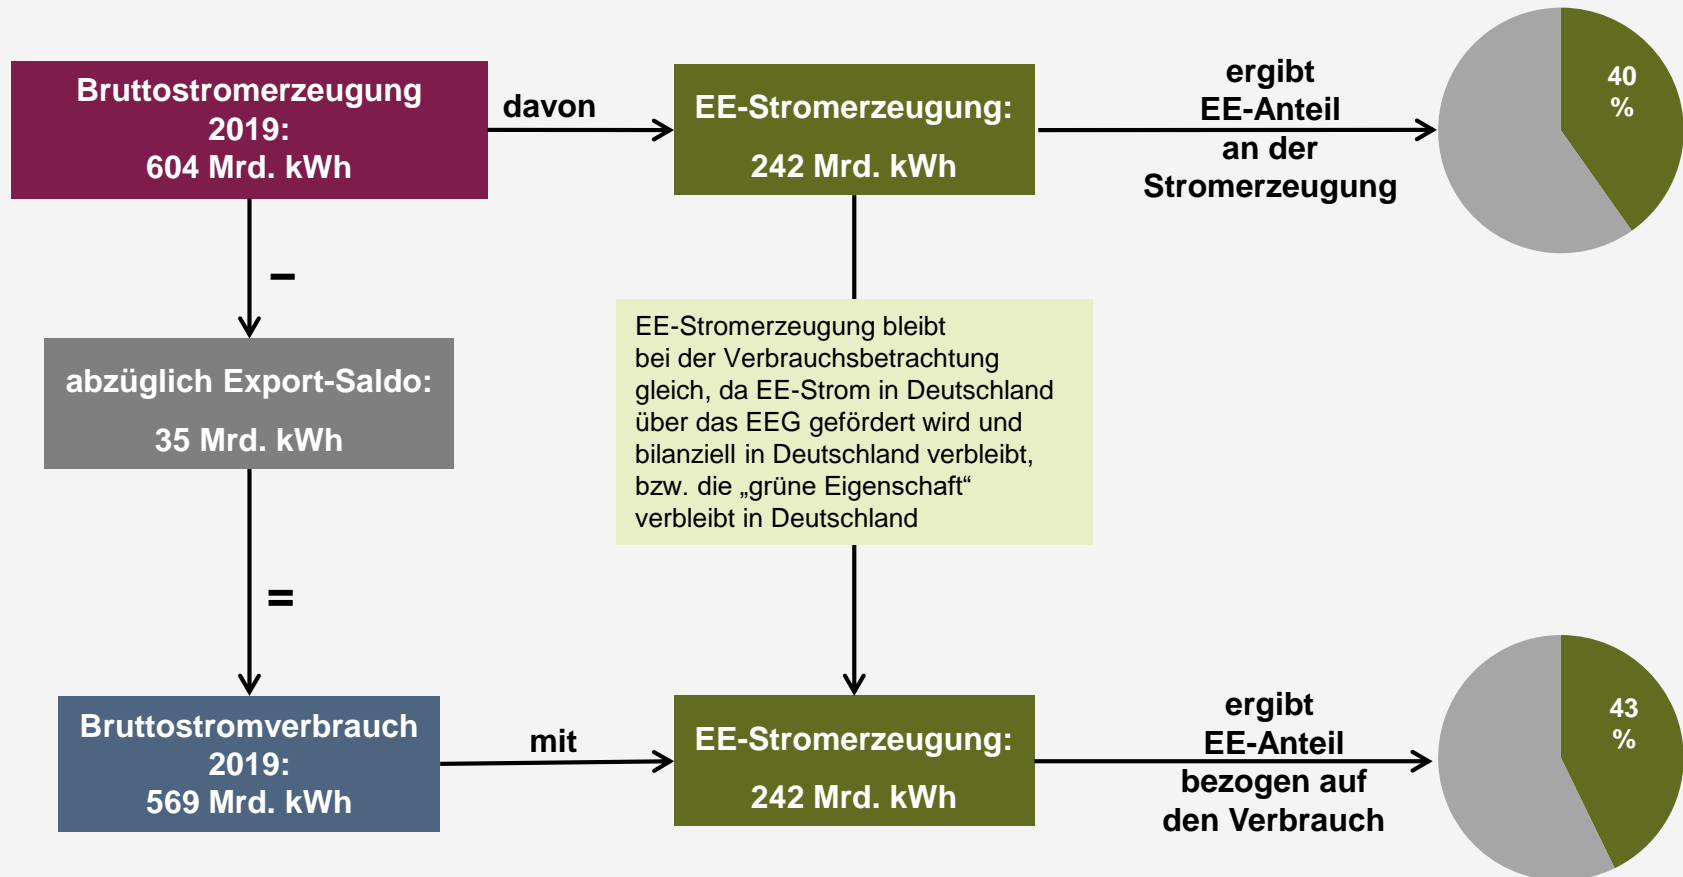 Bruttostromerzeugung
2019:
604 Mrd. kWh
davon
EE-Stromerzeugung:
242 Mrd. kWh
ergibt
EE-Anteil
an der
Stromerzeugung
40
%
–
abzüglich Export-Saldo:
35 Mrd. kWh
EE-Stromerzeugung bleibt
bei der Verbrauchsbetrachtung
gleich, da EE-Strom in Deutschland
über das EEG gefördert wird und
bilanziell in Deutschland verbleibt,
bzw. die „grüne Eigenschaft“
verbleibt in Deutschland
=
Bruttostromverbrauch
2019:
569 Mrd. kWh
mit
EE-Stromerzeugung:
242 Mrd. kWh
ergibt
EE-Anteil
bezogen auf
den Verbrauch
43
%